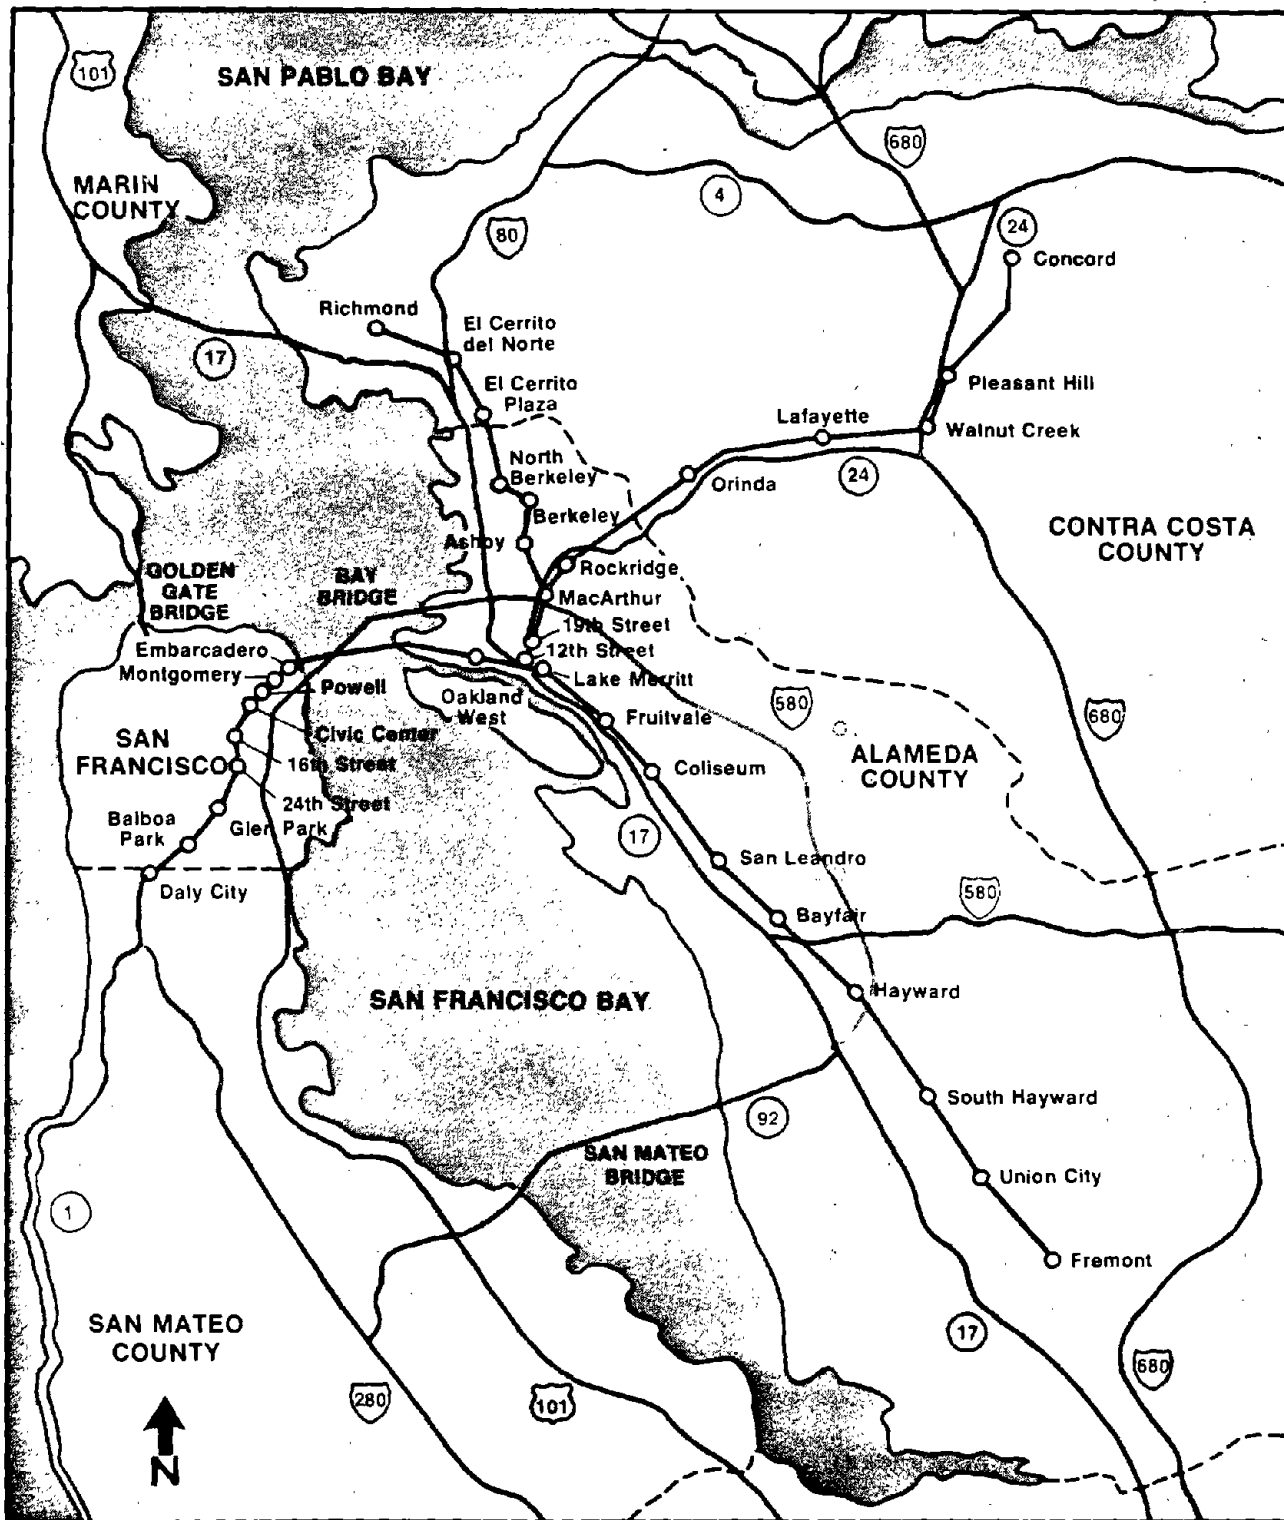 101
SAN PABLO BAY
680
MARIN
COUNTY
4
24
80
Concord
Richmond
El Cerrito
del Norte
17
El Cerrito
Plaza
Pleasant Hill
Lafayette
Walnut Creek
North
Berkeley
Orinda
24
Berkeley
CONTRA COSTA
COUNTY
Ashby
GOLDEN
GATE
BRIDGE
BAY
BRIDGE
Rockridge
MacArthur
19th Street
Embarcadero
12th Street
Montgomery
Lake Merritt
Powell
Oakland
West
580
Fruitvale
680
Civic Center
SAN
FRANCISCO
16th Street
Coliseum
ALAMEDA
COUNTY
24th Street
Balboa
Park
Glen Park
17
San Leandro
Daly City
580
Bayfair
SAN FRANCISCO BAY
Hayward
92
South Hayward
SAN MATEO
BRIDGE
Union City
1
Fremont
SAN MATEO
COUNTY
17
680
280
101
N